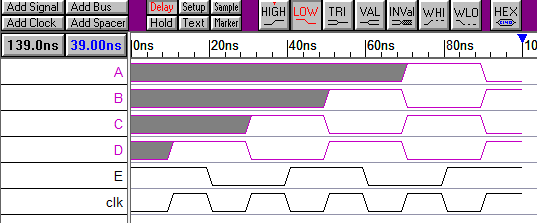 Add Signal Add Bus Delay Setup Sample HIGH LOW TRI VAL INVal WHI WLO HEX
Add Clock Add Spacer Hold Text Marker
139.0ns 39.00ns 0ns 20ns 40ns 60ns 80ns 100
A
B
C
D
E
clk